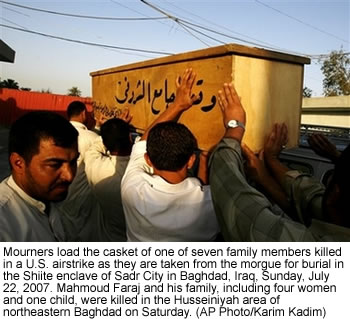 وقف جامع الشروفي
Mourners load the casket of one of seven family members killed
in a U.S. airstrike as they are taken from the morgue for burial in
the Shiite enclave of Sadr City in Baghdad, Iraq, Sunday, July
22, 2007. Mahmoud Faraj and his family, including four women
and one child, were killed in the Husseiniyah area of
northeastern Baghdad on Saturday. (AP Photo/Karim Kadim)